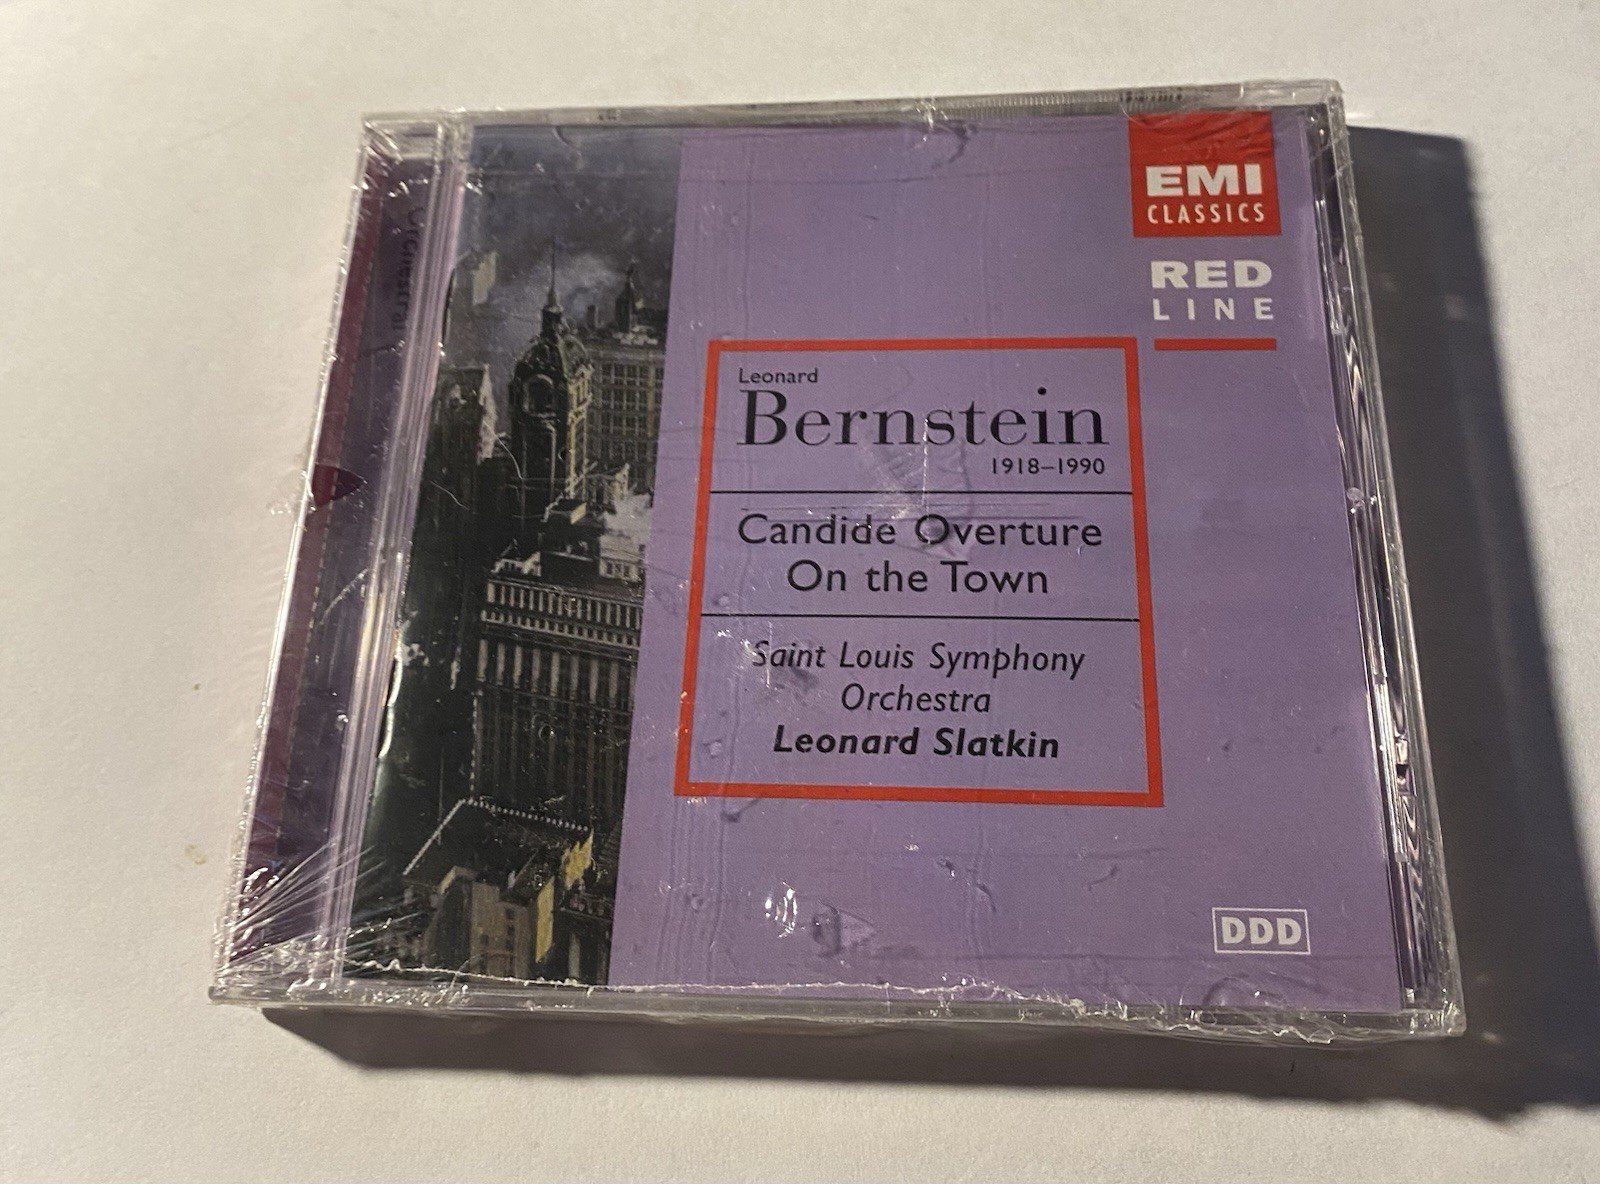 Orchestral
EMI
CLASSICS
RED
LINE
Leonard
Bernstein
1918–1990
Candide Overture
On the Town
Saint Louis Symphony
Orchestra
Leonard Slatkin
DDD